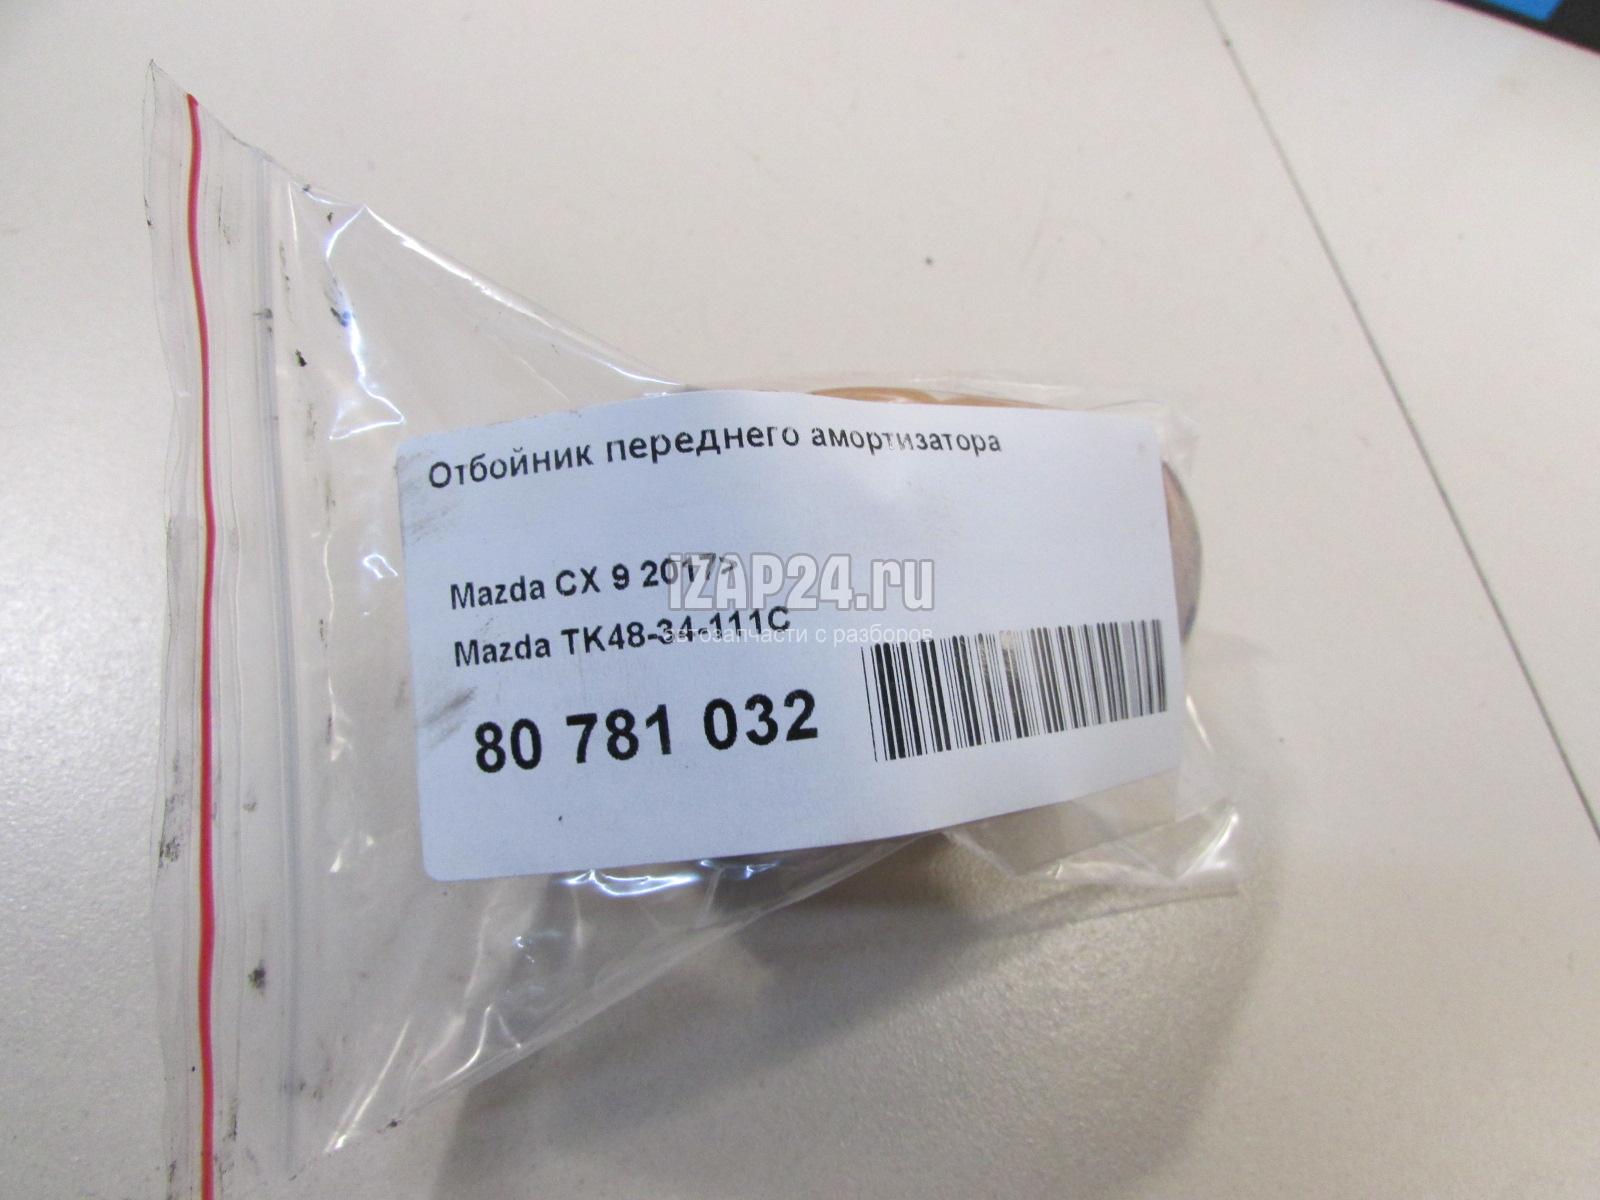 Отбойник переднего амортизатора
Mazda CX 9 2017>
iZAP24.ru
Mazda TK48-34-111C
автозапчасти с разборов
80 781 032